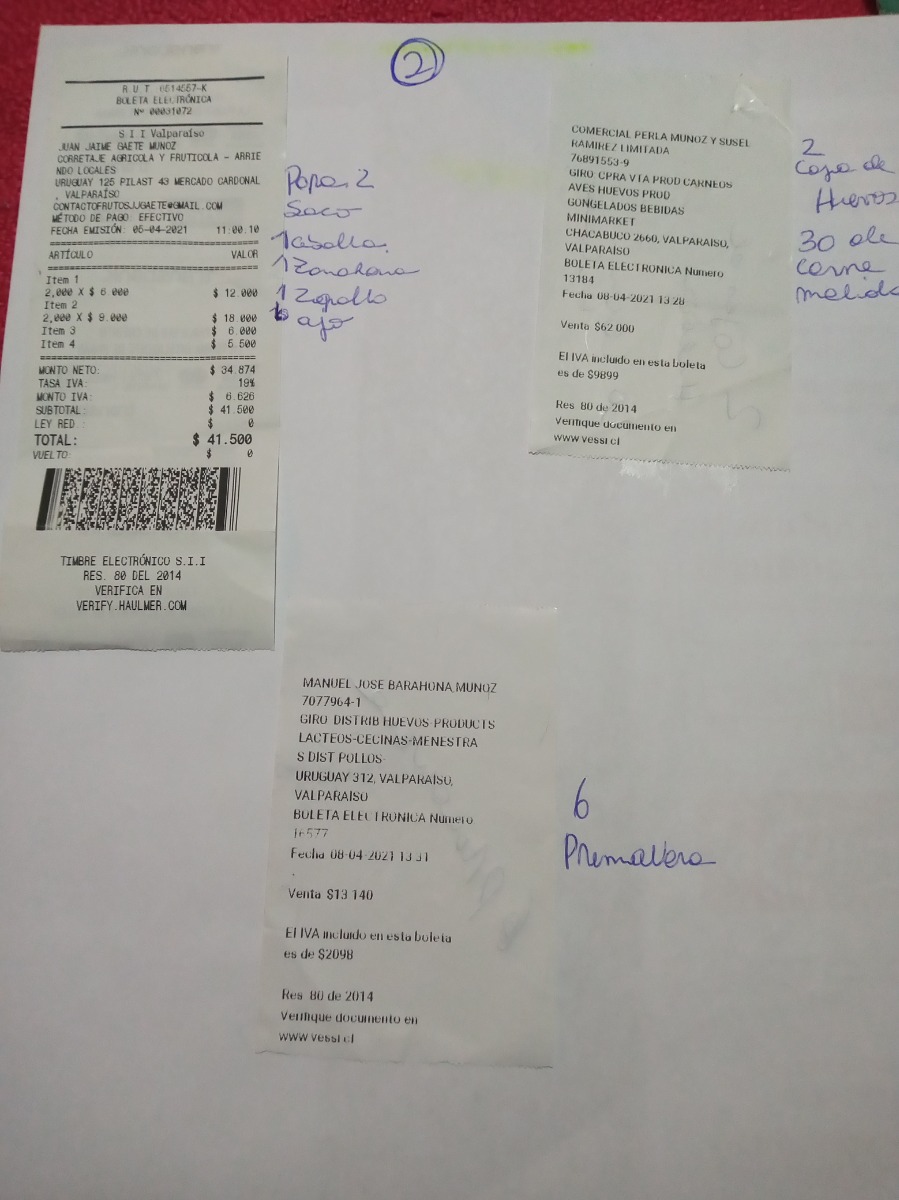 2
R.U.T 6514557-K
BOLETA ELECTRÓNICA
Nº 00031072
S I I Valparaíso
JUAN JAIME GAETE MUNOZ
CORRETAJE AGRICOLA Y FRUTICOLA - ARRIE
NDO LOCALES
URUGUAY 125 PILAST 43 MERCADO CARDONAL
, VALPARAÍSO
CONTACTOFRUTOSJUGAETE@GMAIL.COM
MÉTODO DE PAGO: EFECTIVO
FECHA EMISIÓN: 05-04-2021 11:00.10
ARTÍCULO VALOR
Item 1
2,000 X $ 6.000 $ 12.000
Item 2
2,000 X $ 9.000 $ 18.000
Item 3 $ 6.000
Item 4 $ 5.500
MONTO NETO: $ 34.874
TASA IVA: 19%
MONTO IVA: $ 6.626
SUBTOTAL: $ 41.500
LEY RED : $ 0
TOTAL: $ 41.500
VUELTO: $ 0
TIMBRE ELECTRÓNICO S.I.I
RES. 80 DEL 2014
VERIFICA EN
VERIFY.HAULMER.COM
Papas 2
Saco
1 Cebolla
1 Zanahoria
1 Zapallo
ajo
COMERCIAL PERLA MUNOZ Y SUSEL
RAMIREZ LIMITADA
76891553-9
GIRO CPRA VTA PROD CARNEOS
AVES HUEVOS PROD
GONGELADOS BEBIDAS
MINIMARKET
CHACABUCO 2660, VALPARAISO,
VALPARAISO
BOLETA ELECTRONICA Numero
13184
Fecha 08-04-2021 13 28
Venta $62 000
El IVA incluido en esta boleta
es de $9899
Res 80 de 2014
Verifique documento en
www vessi cl
2
Caja de
Huevos
30 de
carne
molida
MANUEL JOSE BARAHONA MUNOZ
7077964-1
GIRO DISTRIB HUEVOS-PRODUCTS
LACTEOS-CECINAS-MENESTRA
S DIST POLLOS-
URUGUAY 312, VALPARAISO,
VALPARAISO
BOLETA ELECTRONICA Numero
16577
Fecha 08-04-2021 13 31
Venta $13 140
El IVA incluido en esta boleta
es de $2098
Res 80 de 2014
Verifique documento en
www vessi cl
6
Primavera